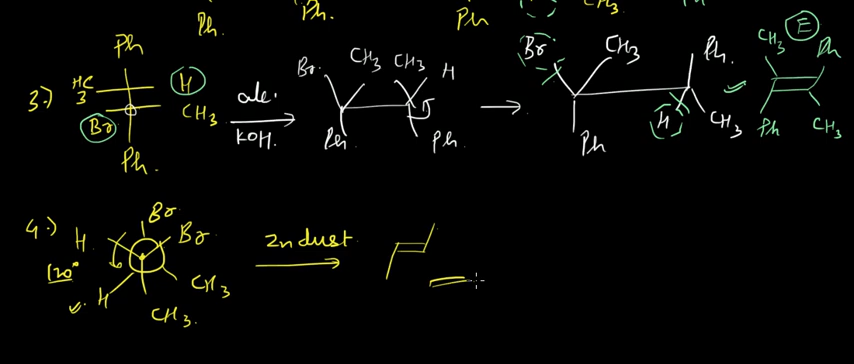 Ph. Ph CH3
3.) Ph H3C H Br CH3 Ph. alc. KOH. Br CH3 CH3 H Ph Ph. Br CH3 Ph. H CH3 Ph CH3 E Ph Ph CH3
4.) H Br Br 120° H CH3 CH3. Zn dust